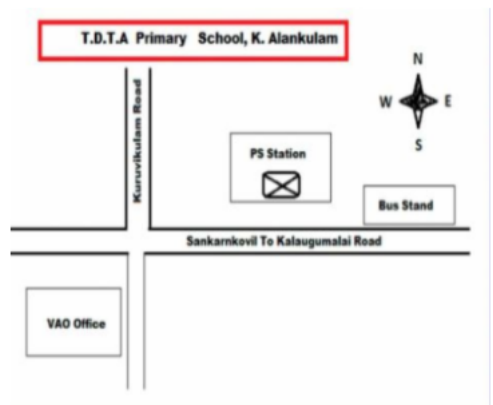 T.D.T.A Primary School, K. Alankulam
N
W E
S
Kuruvikulam Road
PS Station
Bus Stand
Sankarnkovil To Kalaugumalai Road
VAO Office